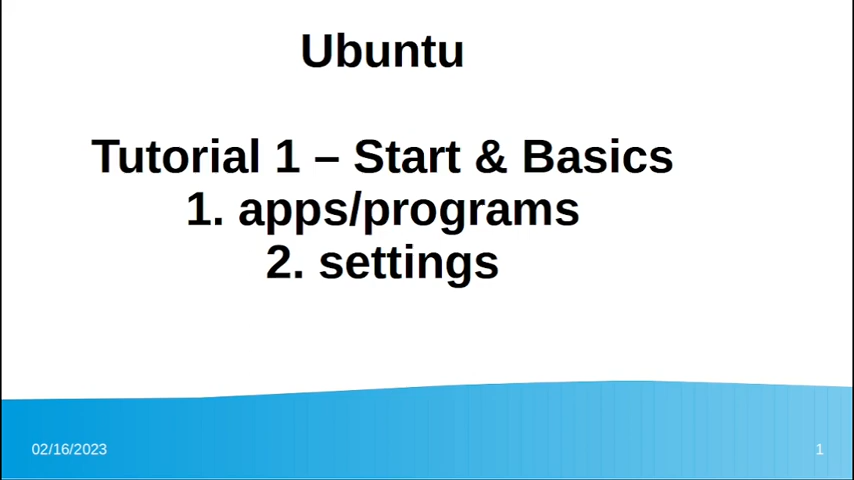 Ubuntu
Tutorial 1 – Start & Basics
1. apps/programs
2. settings
02/16/2023
1